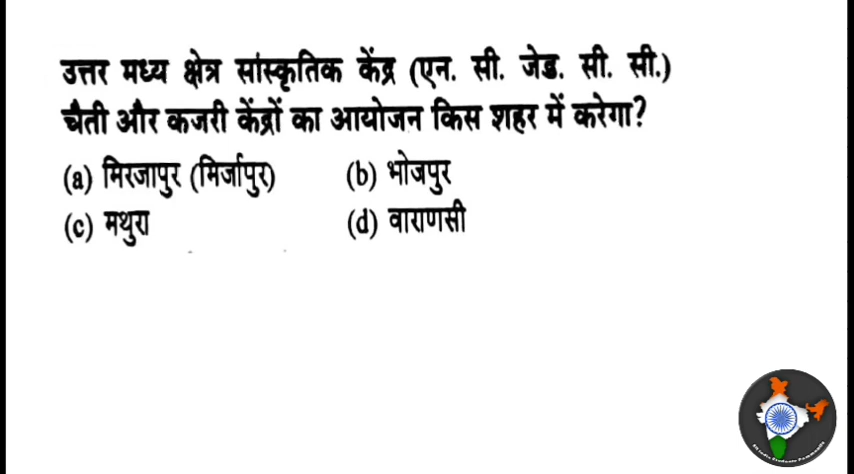 उत्तर मध्य क्षेत्र सांस्कृतिक केंद्र (एन. सी. जेड. सी. सी.)
चैती और कजरी केंद्रों का आयोजन किस शहर में करेगा?
(a) मिरजापुर (मिर्जापुर) (b) भोजपुर
(c) मथुरा (d) वाराणसी